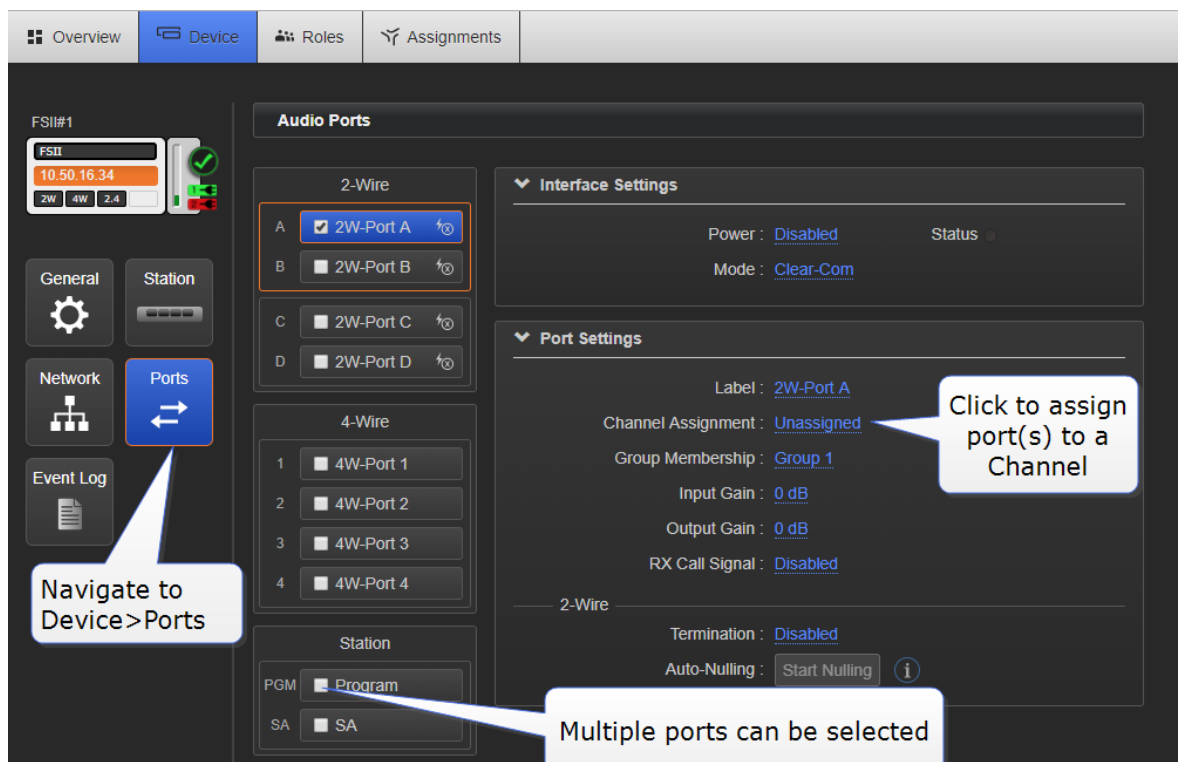 Overview
Device
Roles
Assignments
FSII#1
FSII
10.50.16.34
2W 4W 2.4
1
2
General
Station
Network
Ports
Event Log
Navigate to
Device>Ports
Audio Ports
2-Wire
A 2W-Port A
B 2W-Port B
C 2W-Port C
D 2W-Port D
4-Wire
1 4W-Port 1
2 4W-Port 2
3 4W-Port 3
4 4W-Port 4
Station
PGM Program
SA SA
Interface Settings
Power : Disabled Status
Mode : Clear-Com
Port Settings
Label : 2W-Port A
Channel Assignment : Unassigned
Group Membership : Group 1
Input Gain : 0 dB
Output Gain : 0 dB
RX Call Signal : Disabled
2-Wire
Termination : Disabled
Auto-Nulling : Start Nulling i
Click to assign
port(s) to a
Channel
Multiple ports can be selected